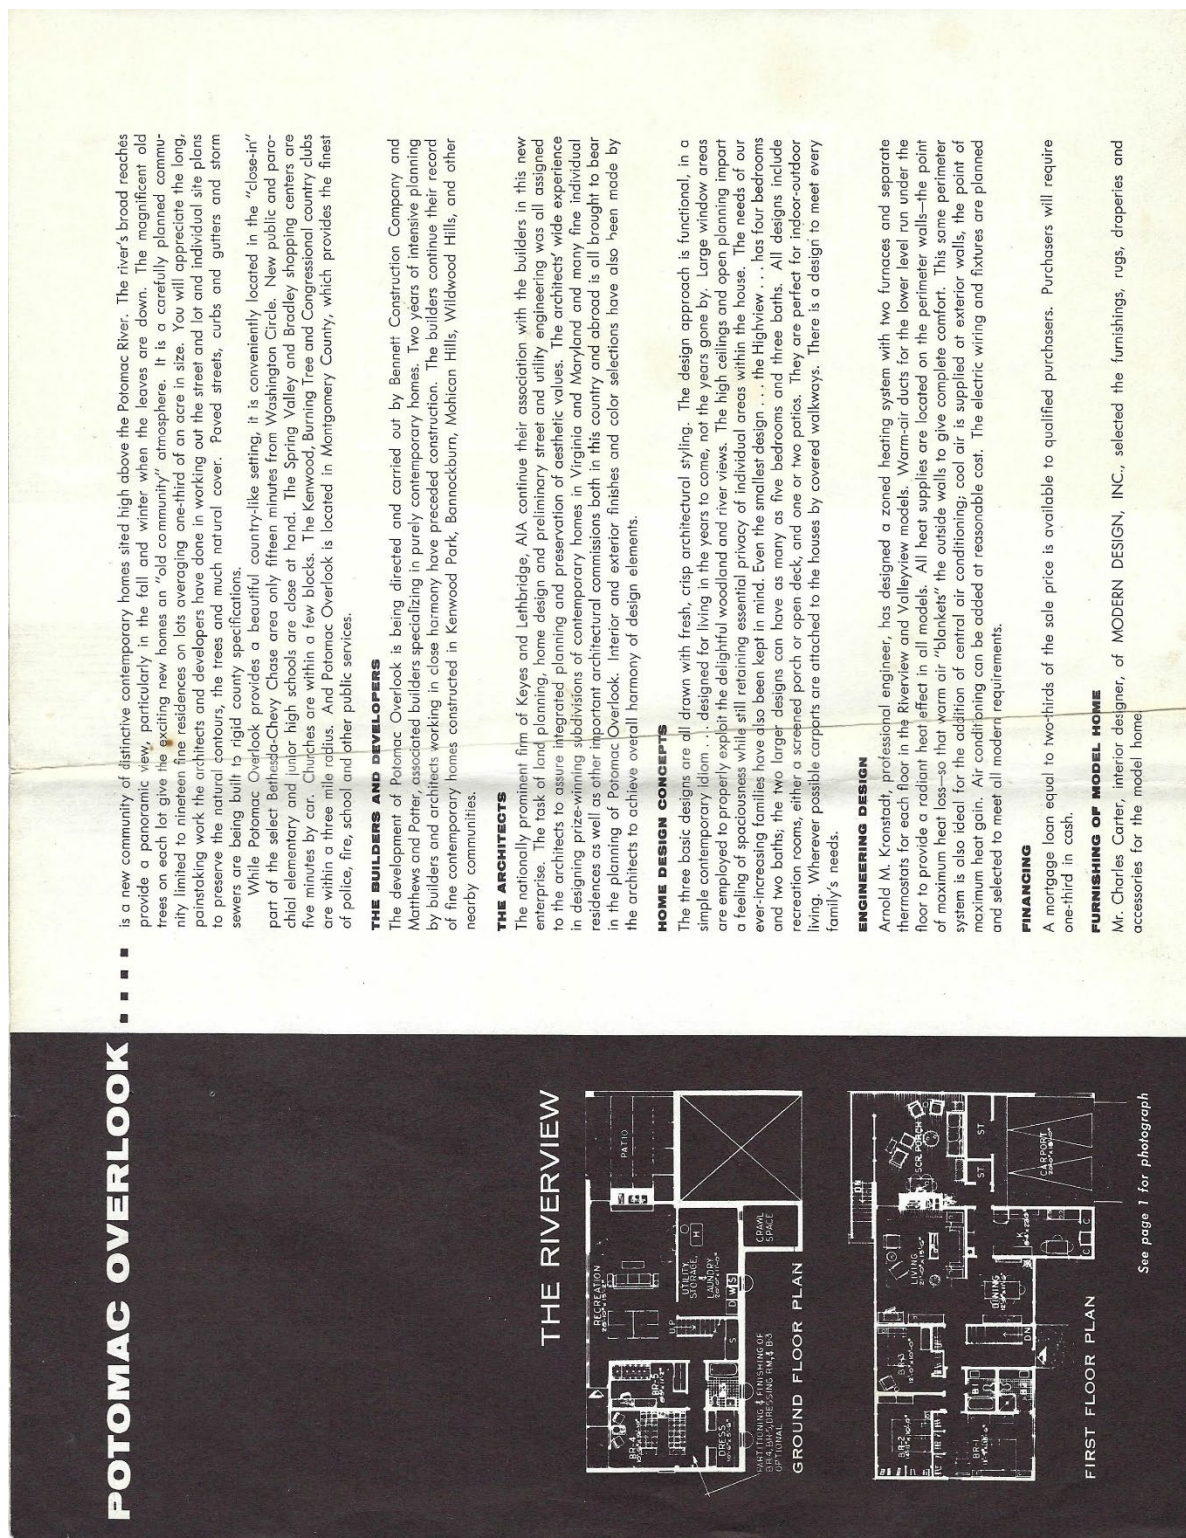 POTOMAC OVERLOOK . . . .
is a new community of distinctive contemporary homes sited high above the Potomac River. The river's broad reaches
provide a panoramic view, particularly in the fall and winter when the leaves are down. The magnificent old
trees on each lot give the exciting new homes an "old community" atmosphere. It is a carefully planned commu-
nity limited to nineteen fine residences on lots averaging one-third of an acre in size. You will appreciate the long,
painstaking work the architects and developers have done in working out the street and lot and individual site plans
to preserve the natural contours, the trees and much natural cover. Paved streets, curbs and gutters and storm
sewers are being built to rigid county specifications.
While Potomac Overlook provides a beautiful country-like setting, it is conveniently located in the "close-in"
part of the select Bethesda-Chevy Chase area only fifteen minutes from Washington Circle. New public and paro-
chial elementary and junior high schools are close at hand. The Spring Valley and Bradley shopping centers are
five minutes by car. Churches are within a few blocks. The Kenwood, Burning Tree and Congressional country clubs
are within a three mile radius. And Potomac Overlook is located in Montgomery County, which provides the finest
of police, fire, school and other public services.
THE BUILDERS AND DEVELOPERS
The development of Potomac Overlook is being directed and carried out by Bennett Construction Company and
Matthews and Potter, associated builders specializing in purely contemporary homes. Two years of intensive planning
by builders and architects working in close harmony have preceded construction. The builders continue their record
of fine contemporary homes constructed in Kenwood Park, Bannockburn, Mohican Hills, Wildwood Hills, and other
nearby communities.
THE ARCHITECTS
The nationally prominent firm of Keyes and Lethbridge, AIA continue their association with the builders in this new
enterprise. The task of land planning, home design and preliminary street and utility engineering was all assigned
to the architects to assure integrated planning and preservation of aesthetic values. The architects' wide experience
in designing prize-winning subdivisions of contemporary homes in Virginia and Maryland and many fine individual
residences as well as other important architectural commissions both in this country and abroad is all brought to bear
in the planning of Potomac Overlook. Interior and exterior finishes and color selections have also been made by
the architects to achieve overall harmony of design elements.
HOME DESIGN CONCEPTS
The three basic designs are all drawn with fresh, crisp architectural styling. The design approach is functional, in a
simple contemporary idiom . . . designed for living in the years to come, not the years gone by. Large window areas
are employed to properly exploit the delightful woodland and river views. The high ceilings and open planning impart
a feeling of spaciousness while still retaining essential privacy of individual areas within the house. The needs of our
ever-increasing families have also been kept in mind. Even the smallest design . . . the Highview . . . has four bedrooms
and two baths; the two larger designs can have as many as five bedrooms and three baths. All designs include
recreation rooms, either a screened porch or open deck, and one or two patios. They are perfect for indoor-outdoor
living. Wherever possible carports are attached to the houses by covered walkways. There is a design to meet every
family's needs.
ENGINEERING DESIGN
Arnold M. Kronstadt, professional engineer, has designed a zoned heating system with two furnaces and separate
thermostats for each floor in the Riverview and Valleyview models. Warm-air ducts for the lower level run under the
floor to provide a radiant heat effect in all models. All heat supplies are located on the perimeter walls—the point
of maximum heat loss—so that warm air "blankets" the outside walls to give complete comfort. This same perimeter
system is also ideal for the addition of central air conditioning; cool air is supplied at exterior walls, the point of
maximum heat gain. Air conditioning can be added at reasonable cost. The electric wiring and fixtures are planned
and selected to meet all modern requirements.
FINANCING
A mortgage loan equal to two-thirds of the sale price is available to qualified purchasers. Purchasers will require
one-third in cash.
FURNISHING OF MODEL HOME
Mr. Charles Carter, interior designer, of MODERN DESIGN, INC., selected the furnishings, rugs, draperies and
accessories for the model home.
THE RIVERVIEW
RECREATION
PATIO
BR-4
BR-5
UP
UTILITY,
STORAGE,
LAUNDRY
H
DRESS
S
D
W
S
CRAWL
SPACE
PARTITIONING & FINISHING OF
BR-4, BR-5, DRESSING RM, & B-3
OPTIONAL
GROUND FLOOR PLAN
DN
SCR. PORCH
BR-2
BR-3
LIVING
ST
ST
BR-1
B1
DN
DINING
K
C
C
CARPORT
FIRST FLOOR PLAN
See page 1 for photograph